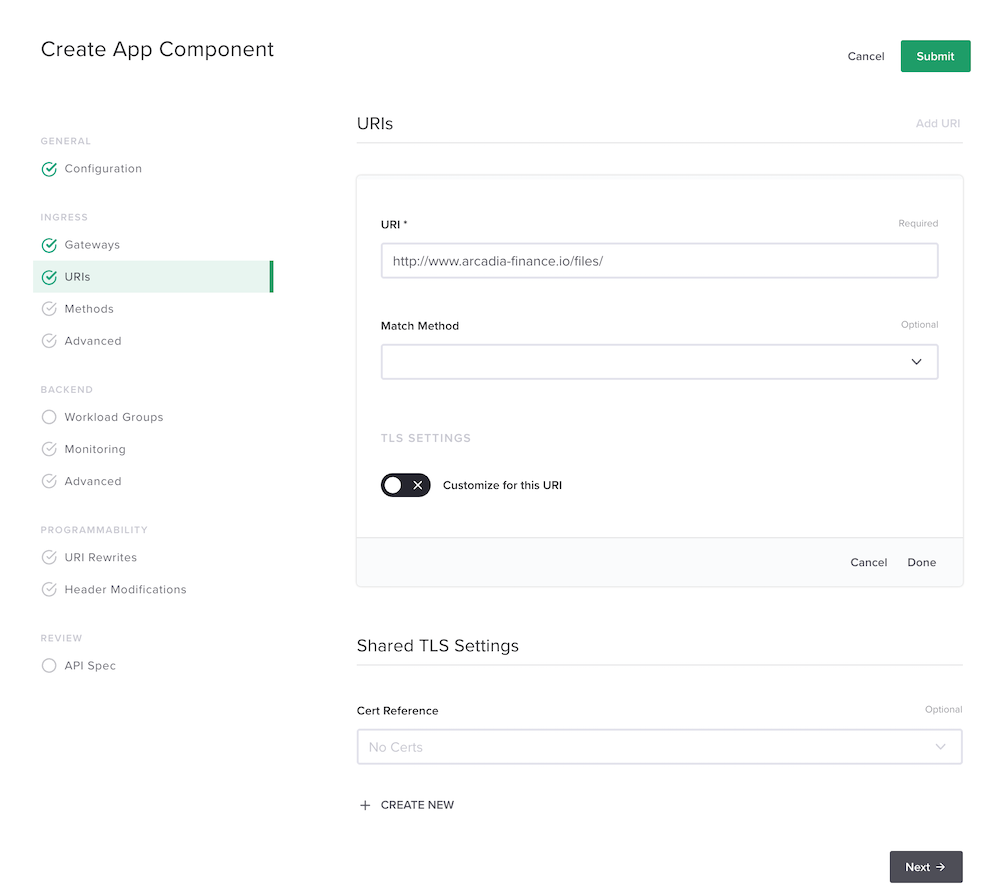 Create App Component
Cancel
Submit
GENERAL
Configuration
INGRESS
Gateways
URIs
Methods
Advanced
BACKEND
Workload Groups
Monitoring
Advanced
PROGRAMMABILITY
URI Rewrites
Header Modifications
REVIEW
API Spec
URIs
Add URI
URI *
Required
http://www.arcadia-finance.io/files/
Match Method
Optional
TLS SETTINGS
Customize for this URI
Cancel
Done
Shared TLS Settings
Cert Reference
Optional
No Certs
+ CREATE NEW
Next →